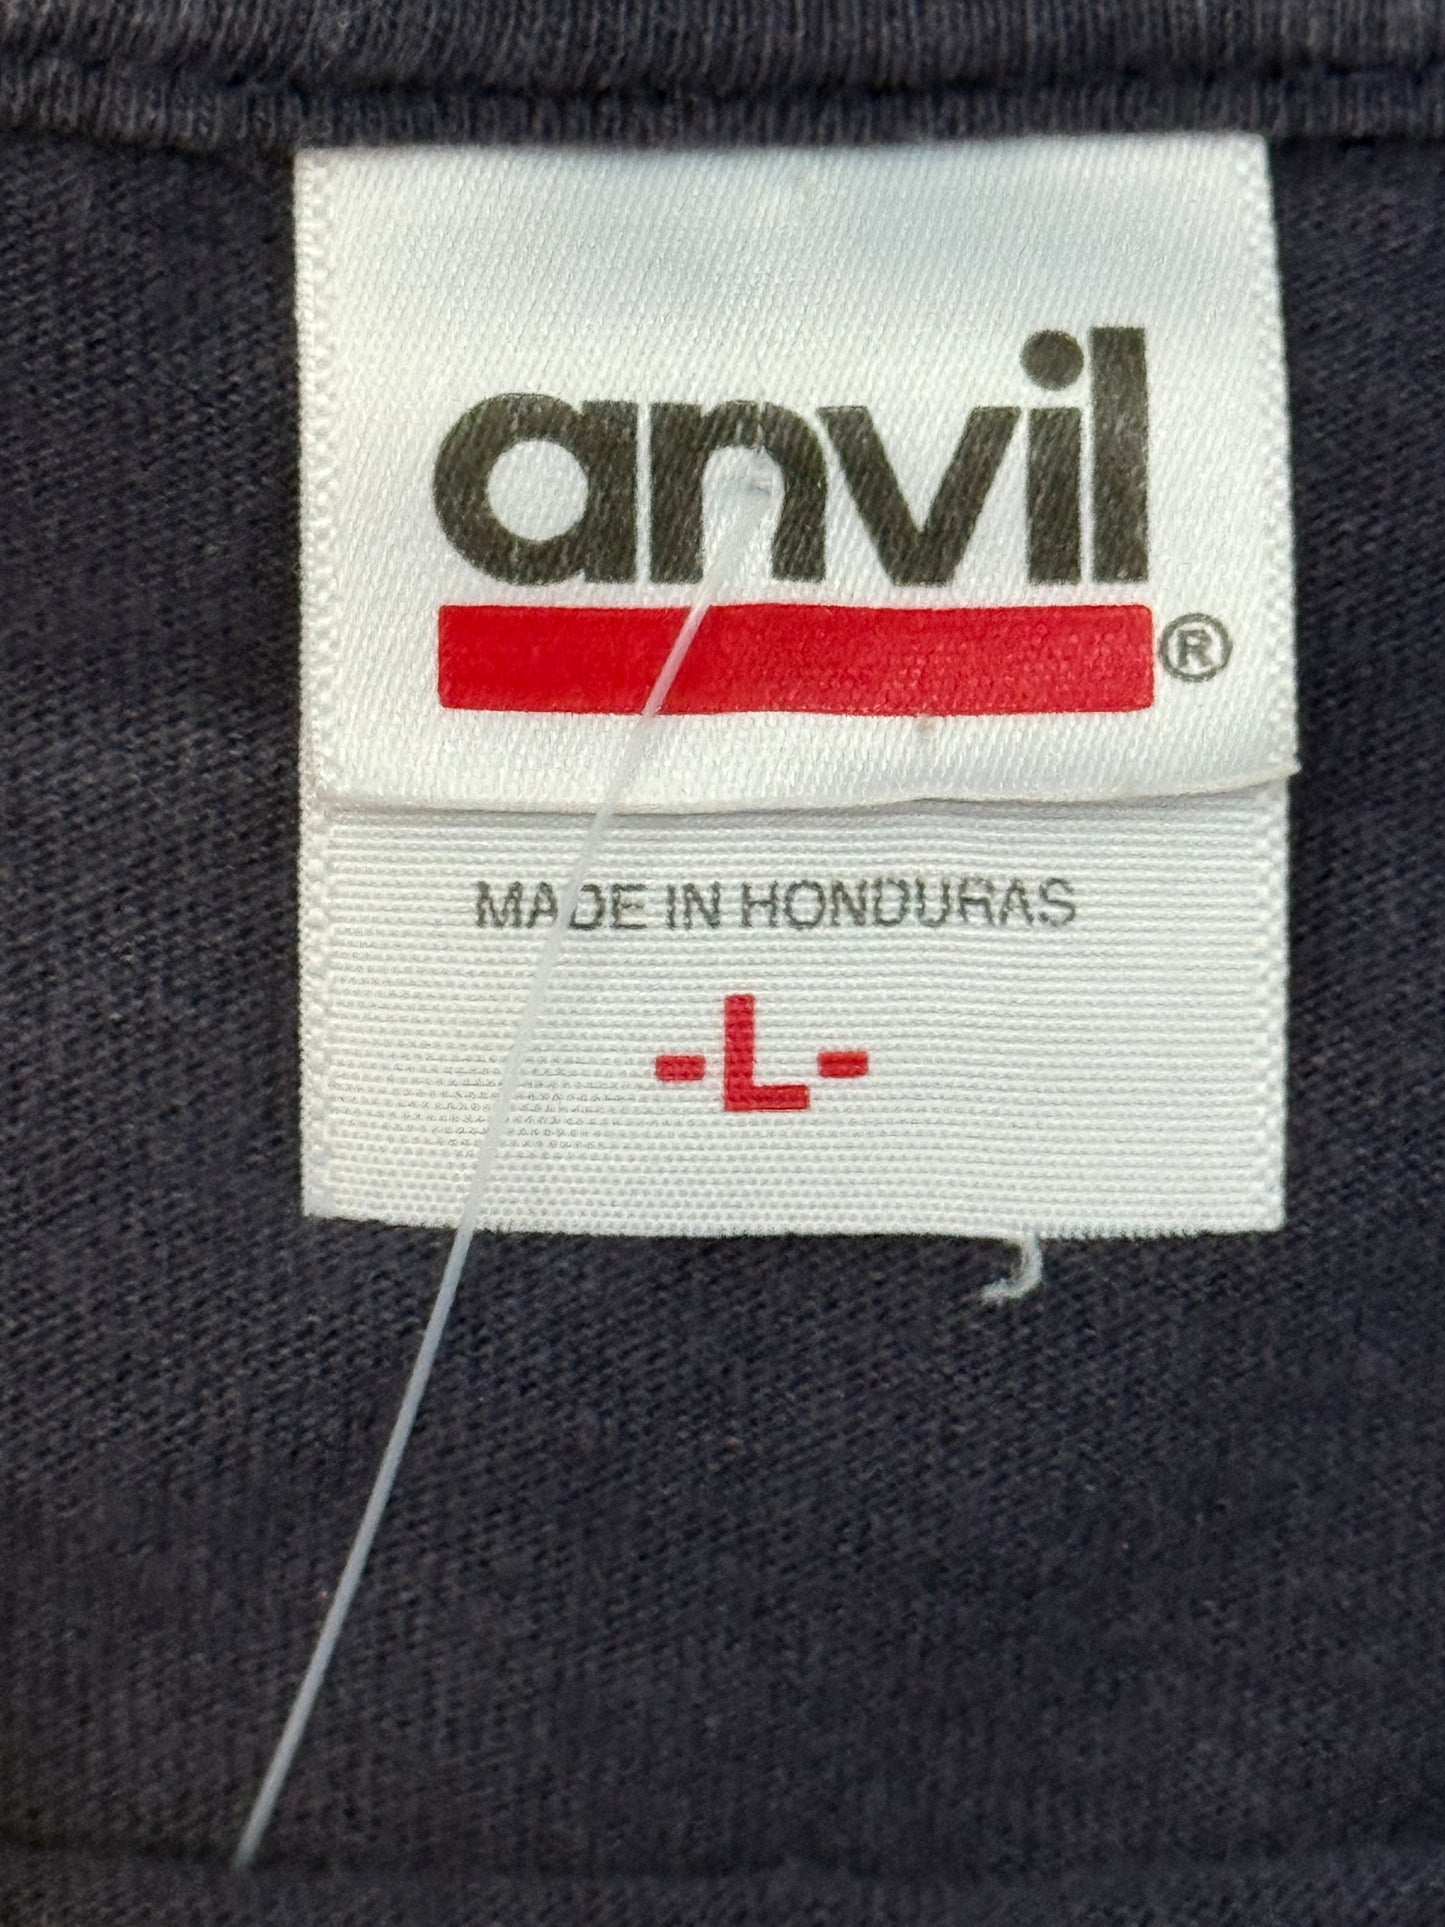 anvil®
MADE IN HONDURAS
-L-